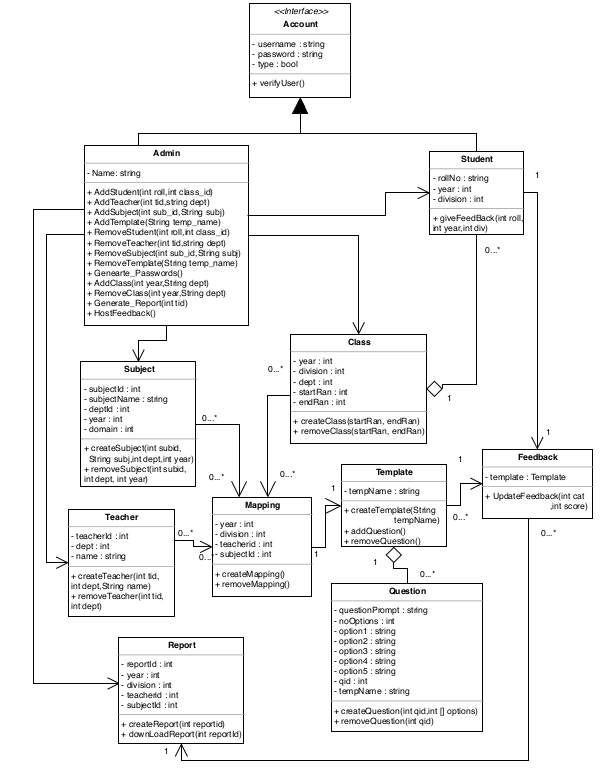 <<Interface>>
Account
- username : string
- password : string
- type : bool
+ verifyUser()
Admin
- Name: string
+ AddStudent(int roll,int class_id)
+ AddTeacher(int tid,string dept)
+ AddSubject(int sub_id,String subj)
+ AddTemplate(String temp_name)
+ RemoveStudent(int roll,int class_id)
+ RemoveTeacher(int tid,string dept)
+ RemoveSubject(int sub_id,String subj)
+ RemoveTemplate(String temp_name)
+ Genearte_Passwords()
+ AddClass(int year,String dept)
+ RemoveClass(int year,String dept)
+ Generate_Report(int tid)
+ HostFeedback()
Student
- rollNo : string
- year : int
- division : int
+ giveFeedBack(int roll,
int year,int div)
1
0...*
Class
- year : int
- division : int
- dept : int
- startRan : int
- endRan : int
+ createClass(startRan, endRan)
+ removeClass(startRan, endRan)
0...*
1
Subject
- subjectId : int
- subjectName : string
- deptId : int
- year : int
- domain : int
+ createSubject(int subid,
String subj,int dept,int year)
+ removeSubject(int subid,
int dept, int year)
0...*
0...*
0...*
Feedback
- template : Template
+ UpdateFeedback(int cat
,int score)
1
0...*
Template
- tempName : string
+ createTemplate(String
tempName)
+ addQuestion()
+ removeQuestion()
1
1
0...*
1
0...*
Mapping
- year : int
- division : int
- teacherid : int
- subjectId : int
+ createMapping()
+ removeMapping()
1
Teacher
- teacherId : int
- dept : int
- name : string
+ createTeacher(int tid,
int dept,String name)
+ removeTeacher(int tid,
int dept)
0...*
0...
Question
- questionPrompt : string
- noOptions : int
- option1 : string
- option2 : string
- option3 : string
- option4 : string
- option5 : string
- qid : int
- tempName : string
+ createQuestion(int qid,int [] options)
+ removeQuestion(int qid)
Report
- reportId : int
- year : int
- division : int
- teacherid : int
- subjectId : int
+ createReport(int reportid)
+ downLoadReport(int reportId)
1